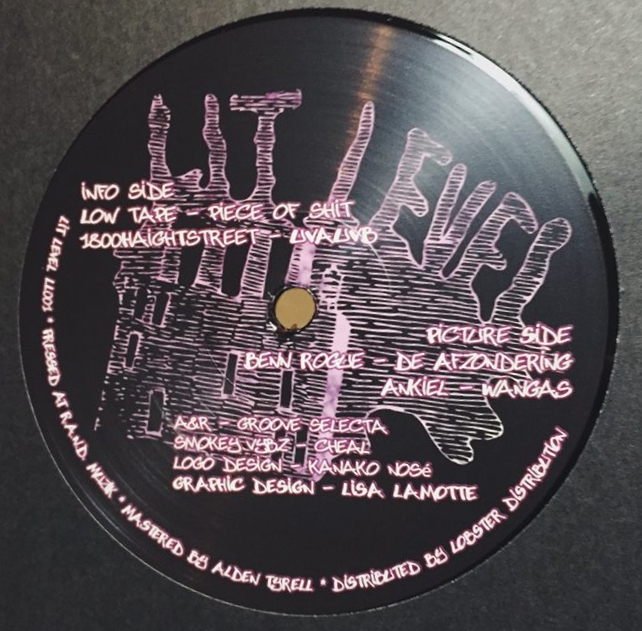 LIT LEVEL
INFO SIDE
LOW TAPE - PIECE OF SHIT
1800HAIGHTSTREET - LIVALIVB
PICTURE SIDE
BENN ROGUE - DE AFZONDERING
ANKIEL - WANGAS
A&R - GROOVE SELECTA
SMOKEY VYBZ - CHEAL
LOGO DESIGN - KANAKO NOSé
GRAPHIC DESIGN - LISA LAMOTTE
LIT LEVEL LL001 * PRESSED AT R.A.N.D. MUZIK * MASTERED BY ALDEN TYRELL * DISTRIBUTED BY LOBSTER DISTRIBUTION